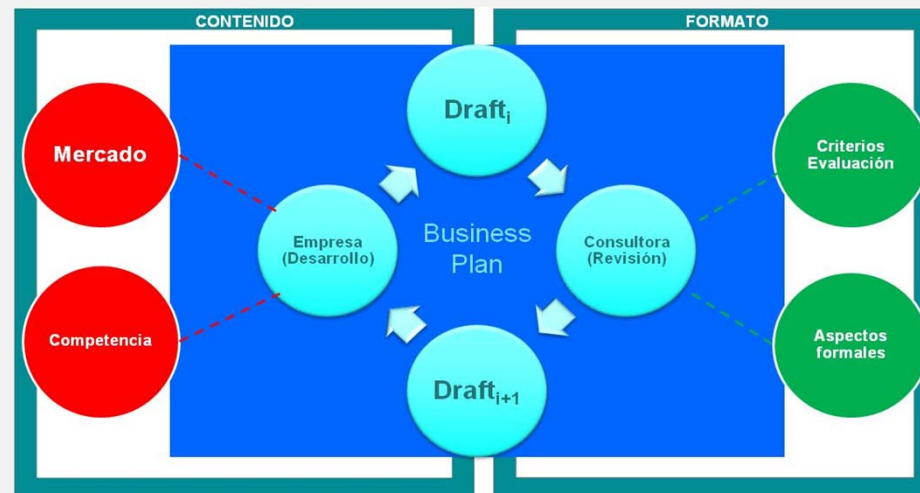 CONTENIDO
FORMATO
Draft i
Mercado
Criterios
Evaluación
Empresa
(Desarrollo)
Business
Plan
Consultora
(Revisión)
Competencia
Aspectos
formales
Draft i+1